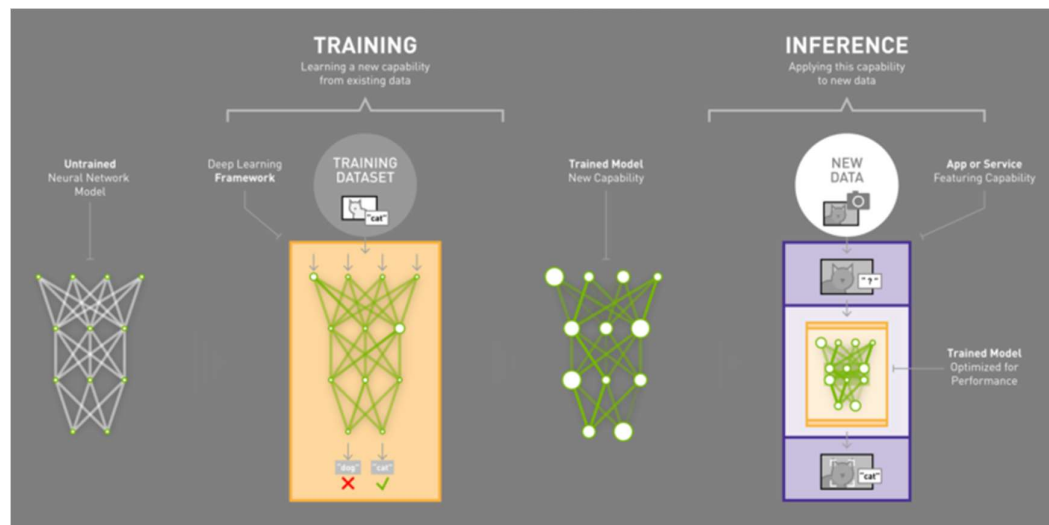 TRAINING
Learning a new capability
from existing data
INFERENCE
Applying this capability
to new data
Untrained
Neural Network
Model
Deep Learning
Framework
TRAINING
DATASET
"cat"
Trained Model
New Capability
NEW
DATA
App or Service
Featuring Capability
"?"
Trained Model
Optimized for
Performance
"dog"
"cat"
"cat"